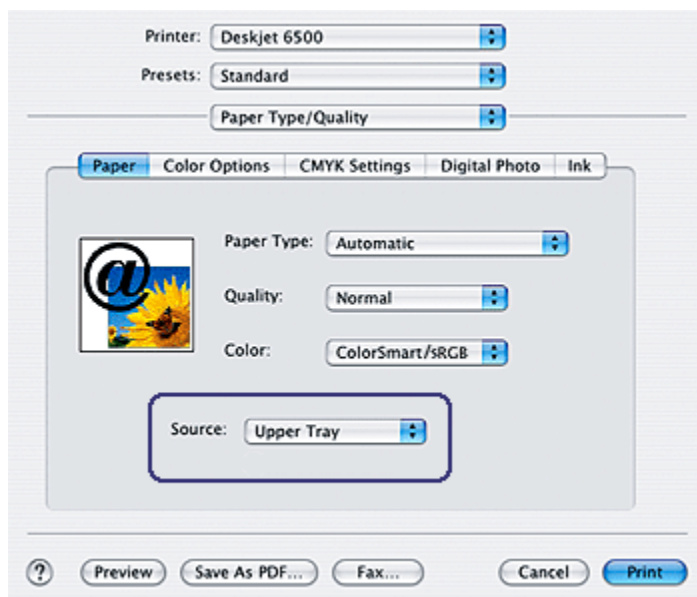 Printer: Deskjet 6500
Presets: Standard
Paper Type/Quality
Paper Color Options CMYK Settings Digital Photo Ink
Paper Type: Automatic
@
Quality: Normal
Color: ColorSmart/sRGB
Source: Upper Tray
? Preview Save As PDF... Fax... Cancel Print